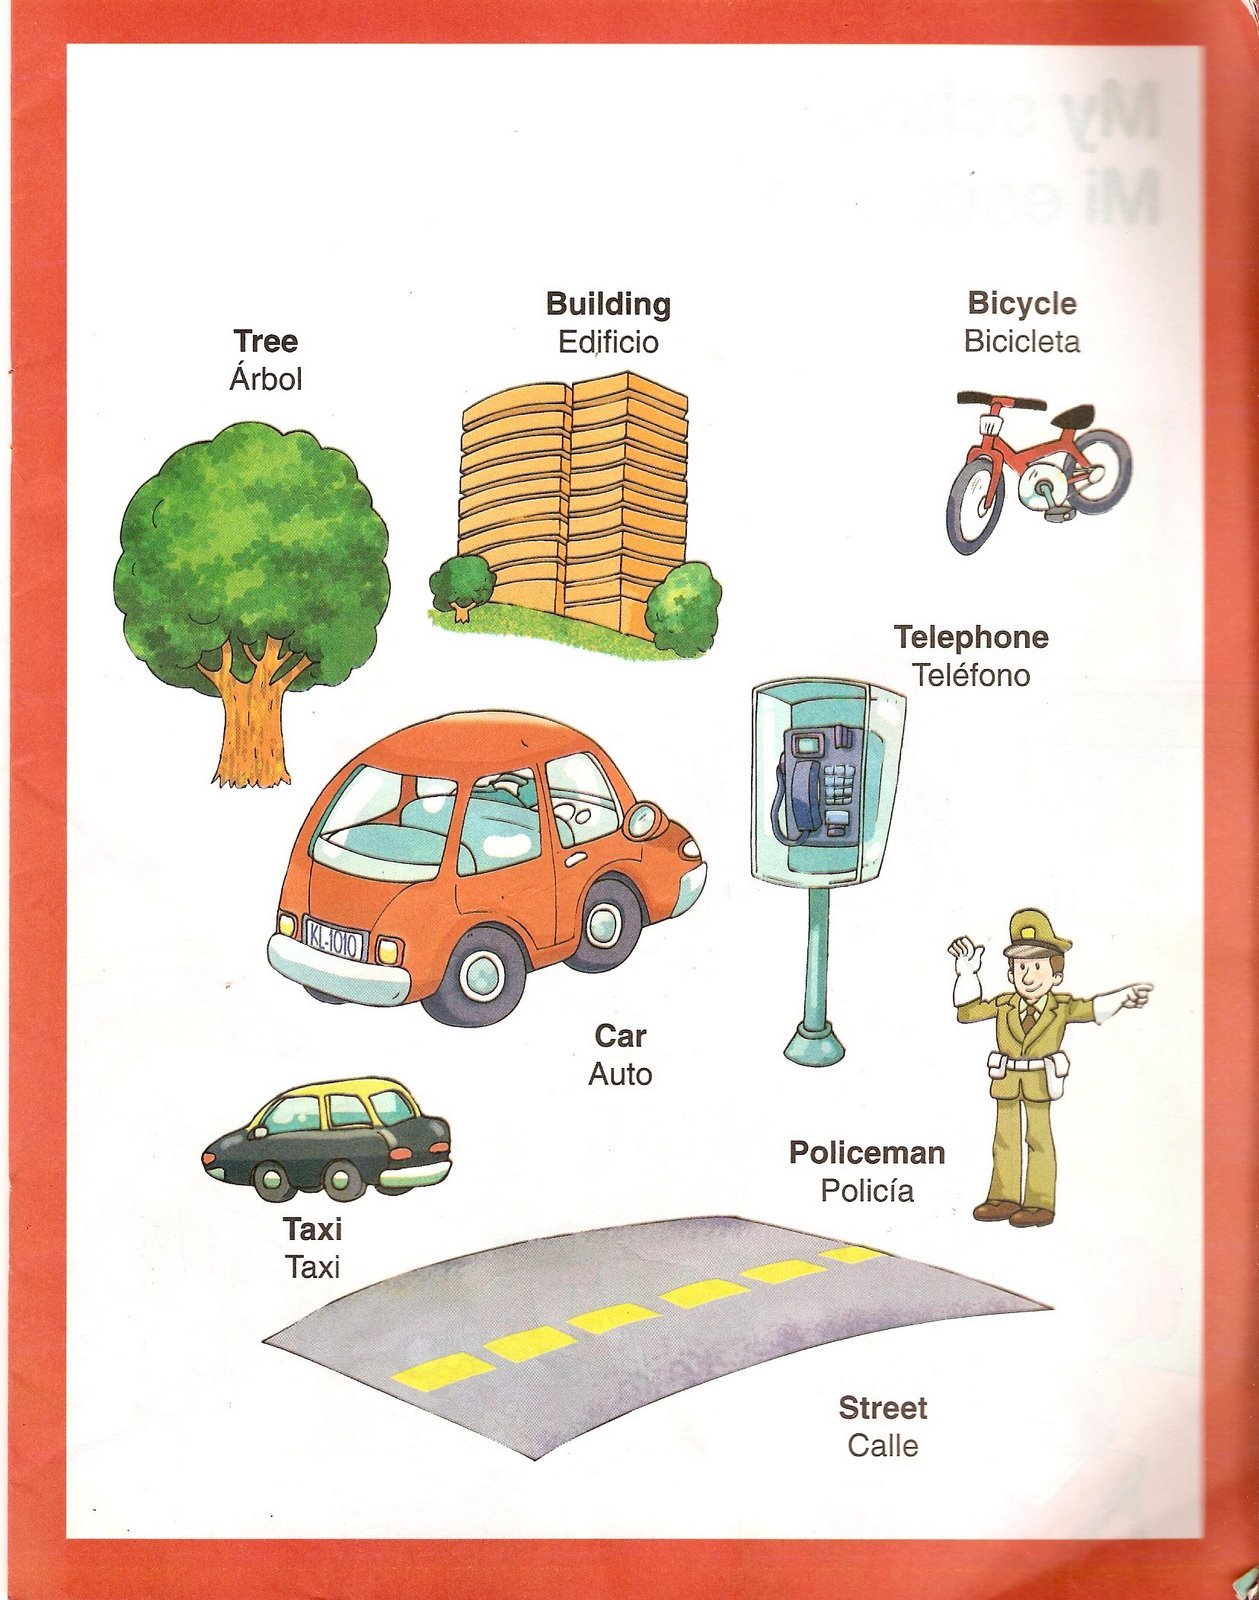 Building
Edificio
Bicycle
Bicicleta
Tree
Árbol
Telephone
Teléfono
KL-1010
Car
Auto
Policeman
Policía
Taxi
Taxi
Street
Calle